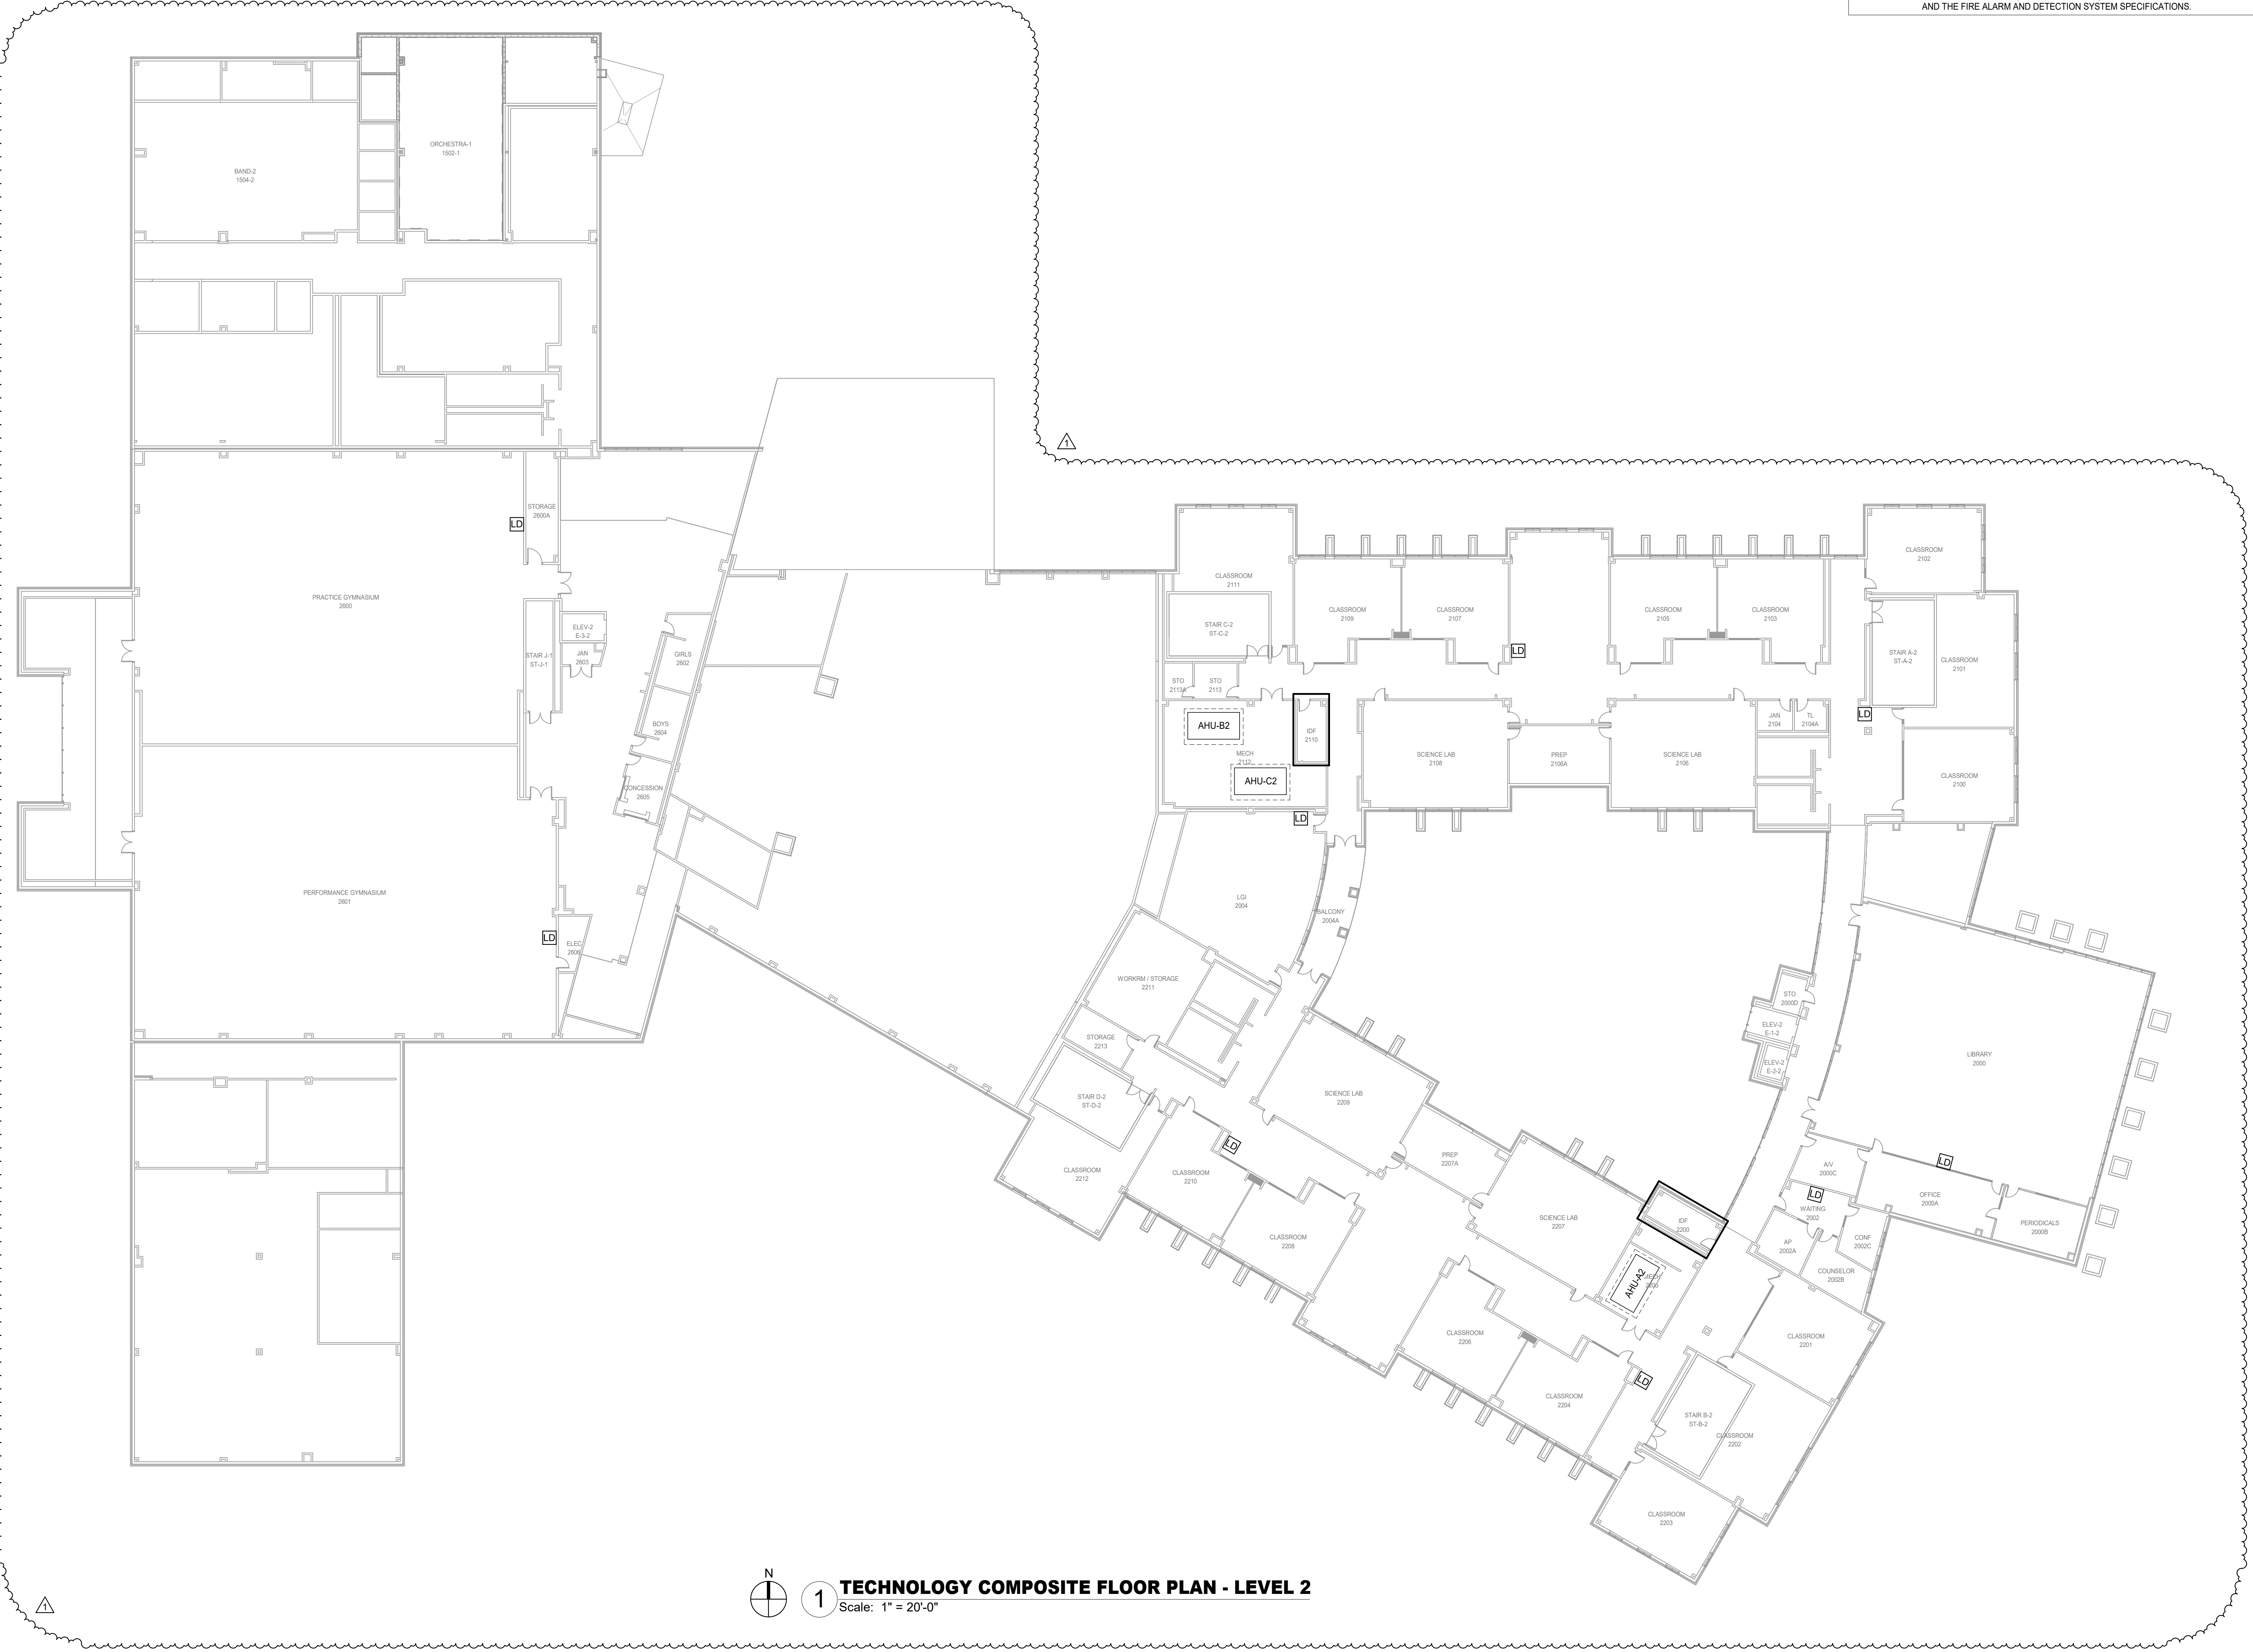 AND THE FIRE ALARM AND DETECTION SYSTEM SPECIFICATIONS.
ORCHESTRA-1
1502-1
BAND-2
1504-2
1
STORAGE
2600A
LD
PRACTICE GYMNASIUM
2600
ELEV-2
E-3-2
STAIR J-1
ST-J-1
JAN
2603
GIRLS
2602
BOYS
2604
CONCESSION
2605
PERFORMANCE GYMNASIUM
2601
LD
ELEC
2606
CLASSROOM
2111
STAIR C-2
ST-C-2
STO
2113A
STO
2113
CLASSROOM
2109
CLASSROOM
2107
LD
CLASSROOM
2105
CLASSROOM
2103
CLASSROOM
2102
STAIR A-2
ST-A-2
CLASSROOM
2101
AHU-B2
IDF
2110
MECH
2112
AHU-C2
LD
SCIENCE LAB
2108
PREP
2106A
SCIENCE LAB
2106
JAN
2104
TL
2104A
LD
CLASSROOM
2100
LGI
2004
BALCONY
2004A
WORKRM / STORAGE
2211
STORAGE
2213
STAIR D-2
ST-D-2
CLASSROOM
2212
CLASSROOM
2210
LD
SCIENCE LAB
2209
PREP
2207A
CLASSROOM
2208
SCIENCE LAB
2207
IDF
2200
MECH
AHU-A2
CLASSROOM
2206
CLASSROOM
2204
LD
STO
2000D
ELEV-2
E-1-2
ELEV-2
E-2-2
LIBRARY
2000
AIV
2000C
LD
LD
WAITING
2002
OFFICE
2000A
PERIODICALS
2000B
AP
2002A
CONF
2002C
COUNSELOR
2002B
CLASSROOM
2201
STAIR B-2
ST-B-2
CLASSROOM
2202
CLASSROOM
2203
N
1
TECHNOLOGY COMPOSITE FLOOR PLAN - LEVEL 2
Scale: 1" = 20'-0"
1